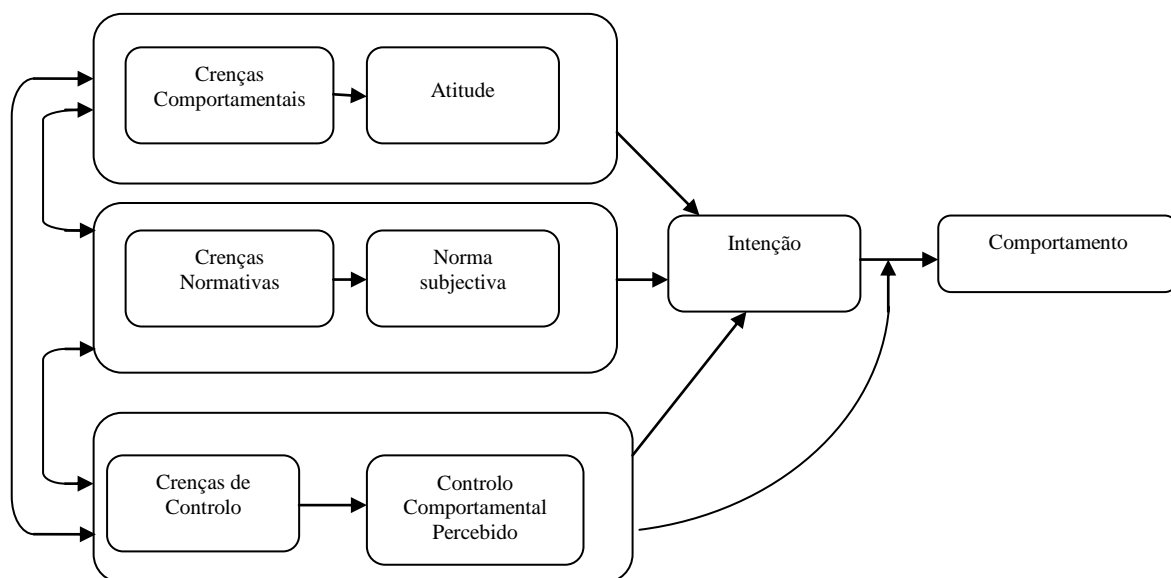 Crenças
Comportamentais
Atitude
Crenças
Normativas
Norma
subjectiva
Intenção
Comportamento
Crenças de
Controlo
Controlo
Comportamental
Percebido